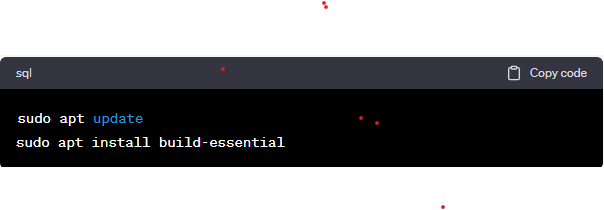 sql
Copy code
sudo apt update
sudo apt install build-essential